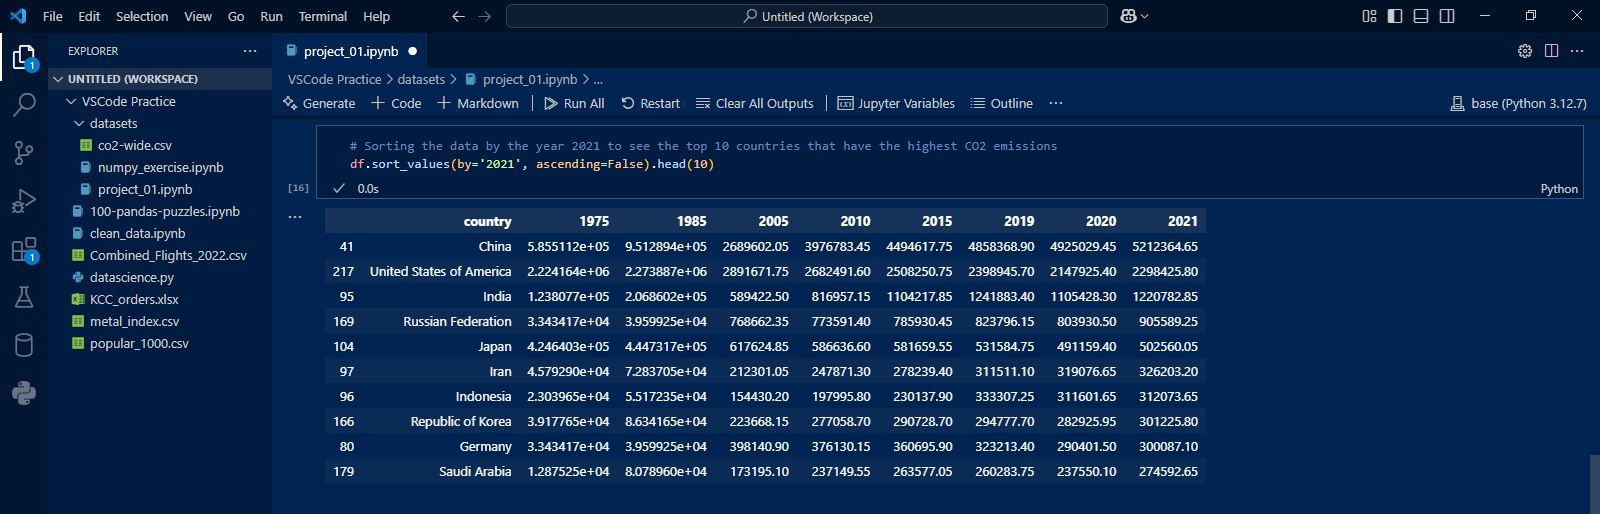 File Edit Selection View Go Run Terminal Help Untitled (Workspace)
EXPLORER
project_01.ipynb
UNTITLED (WORKSPACE)
VSCode Practice
datasets
co2-wide.csv
numpy_exercise.ipynb
project_01.ipynb
100-pandas-puzzles.ipynb
clean_data.ipynb
Combined_Flights_2022.csv
datascience.py
KCC_orders.xlsx
metal_index.csv
popular_1000.csv
1
1
VSCode Practice > datasets > project_01.ipynb > ...
Generate + Code + Markdown | Run All Restart Clear All Outputs | Jupyter Variables Outline ... base (Python 3.12.7)
# Sorting the data by the year 2021 to see the top 10 countries that have the highest CO2 emissions
df.sort_values(by='2021', ascending=False).head(10)
[16] 0.0s Python
country 1975 1985 2005 2010 2015 2019 2020 2021
41 China 5.855112e+05 9.512894e+05 2689602.05 3976783.45 4494617.75 4858368.90 4925029.45 5212364.65
217 United States of America 2.224164e+06 2.273887e+06 2891671.75 2682491.60 2508250.75 2398945.70 2147925.40 2298425.80
95 India 1.238077e+05 2.068602e+05 589422.50 816957.15 1104217.85 1241883.40 1105428.30 1220782.85
169 Russian Federation 3.343417e+04 3.959925e+04 768662.35 773591.40 785930.45 823796.15 803930.50 905589.25
104 Japan 4.246403e+05 4.447317e+05 617624.85 586636.60 581659.55 531584.75 491159.40 502560.05
97 Iran 4.579290e+04 7.283705e+04 212301.05 247871.30 278239.40 311511.10 319076.65 326203.20
96 Indonesia 2.303965e+04 5.517235e+04 154430.20 197995.80 230137.90 333307.25 311601.65 312073.65
166 Republic of Korea 3.917765e+04 8.634165e+04 223668.15 277058.70 290728.70 294777.70 282925.95 301225.80
80 Germany 3.343417e+04 3.959925e+04 398140.90 376130.15 360695.90 323213.40 290401.50 300087.10
179 Saudi Arabia 1.287525e+04 8.078960e+04 173195.10 237149.55 263577.05 260283.75 237550.10 274592.65